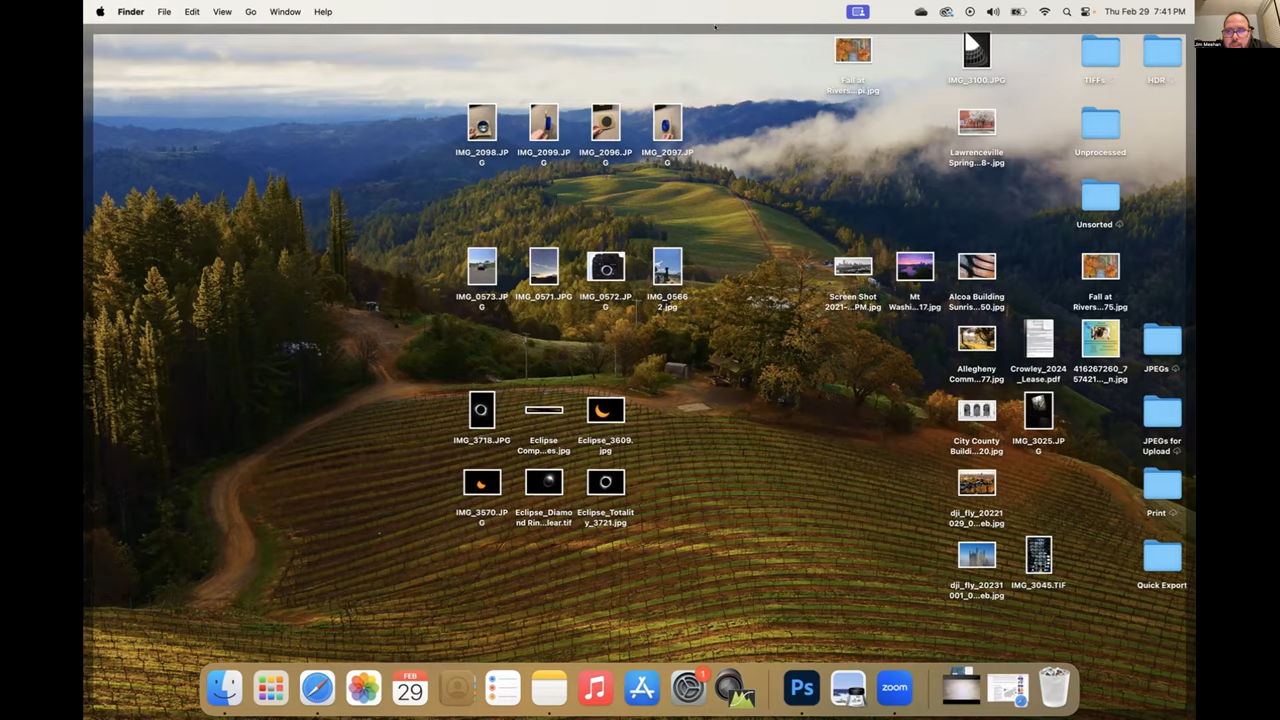 Finder File Edit View Go Window Help
Thu Feb 29 7:41 PM
Jim Meehan
Fall at
Rivers...pi.jpg
IMG_3100.JPG
TIFFs
HDR
IMG_2098.JP
G
IMG_2099.JP
G
IMG_2096.JP
G
IMG_2097.JP
G
Lawrenceville
Spring...8-.jpg
Unprocessed
Unsorted
IMG_0573.JP
G
IMG_0571.JPG
IMG_0572.JP
G
IMG_0566
2.jpg
Screen Shot
2021-...PM.jpg
Mt
Washi...17.jpg
Alcoa Building
Sunris...50.jpg
Fall at
Rivers...75.jpg
Allegheny
Comm...77.jpg
Crowley_2024
_Lease.pdf
416267260_7
57421..._n.jpg
JPEGs
IMG_3718.JPG
Eclipse
Comp...es.jpg
Eclipse_3609.
jpg
City County
Buildi...20.jpg
IMG_3025.JP
G
JPEGs for
Upload
IMG_3570.JP
G
Eclipse_Diamo
nd Rin...lear.tif
Eclipse_Totalit
y_3721.jpg
dji_fly_20221
029_0...eb.jpg
Print
dji_fly_20231
001_0...eb.jpg
IMG_3045.TIF
Quick Export
FEB
29
1
Ps
zoom